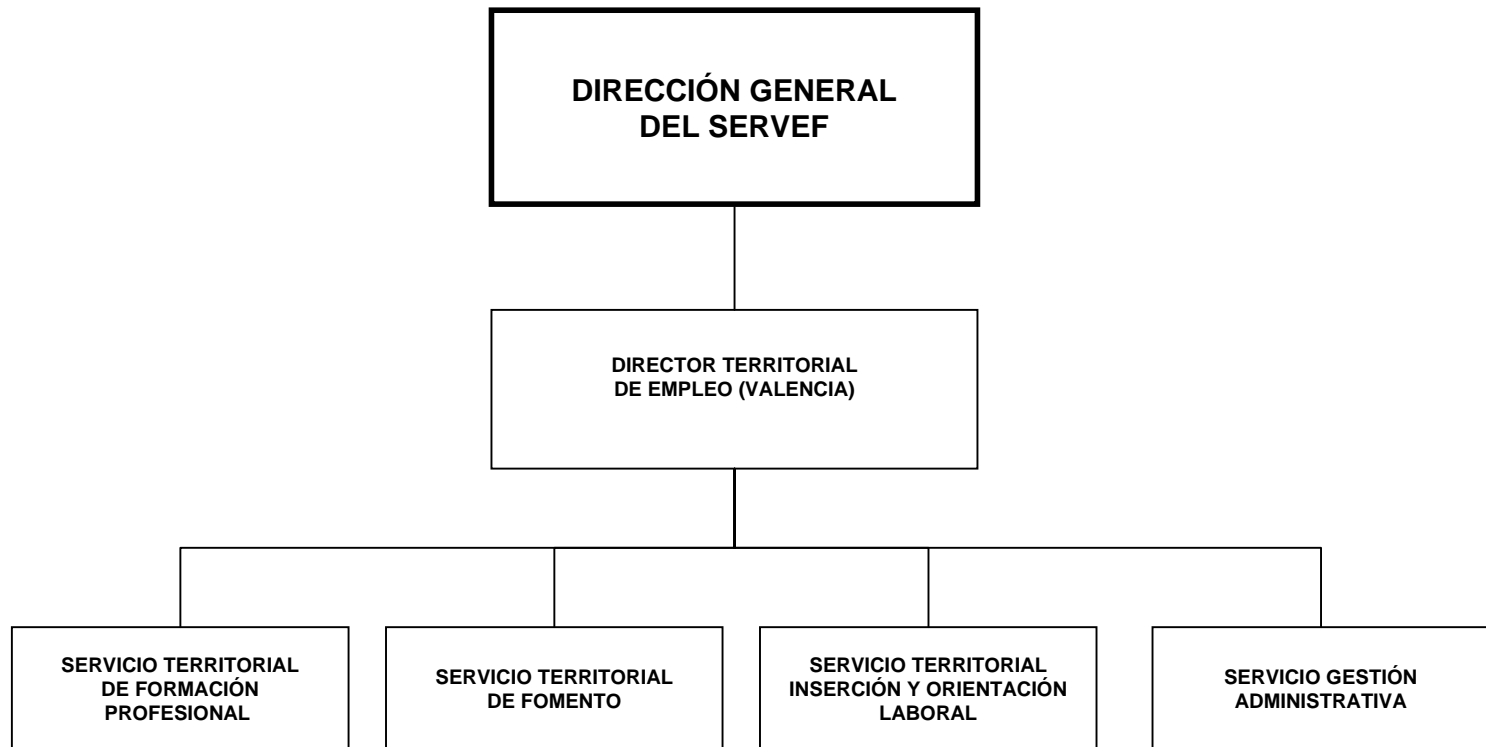 DIRECCIÓN GENERAL
DEL SERVEF
DIRECTOR TERRITORIAL
DE EMPLEO (VALENCIA)
SERVICIO TERRITORIAL
DE FORMACIÓN
PROFESIONAL
SERVICIO TERRITORIAL
DE FOMENTO
SERVICIO TERRITORIAL
INSERCIÓN Y ORIENTACIÓN
LABORAL
SERVICIO GESTIÓN
ADMINISTRATIVA